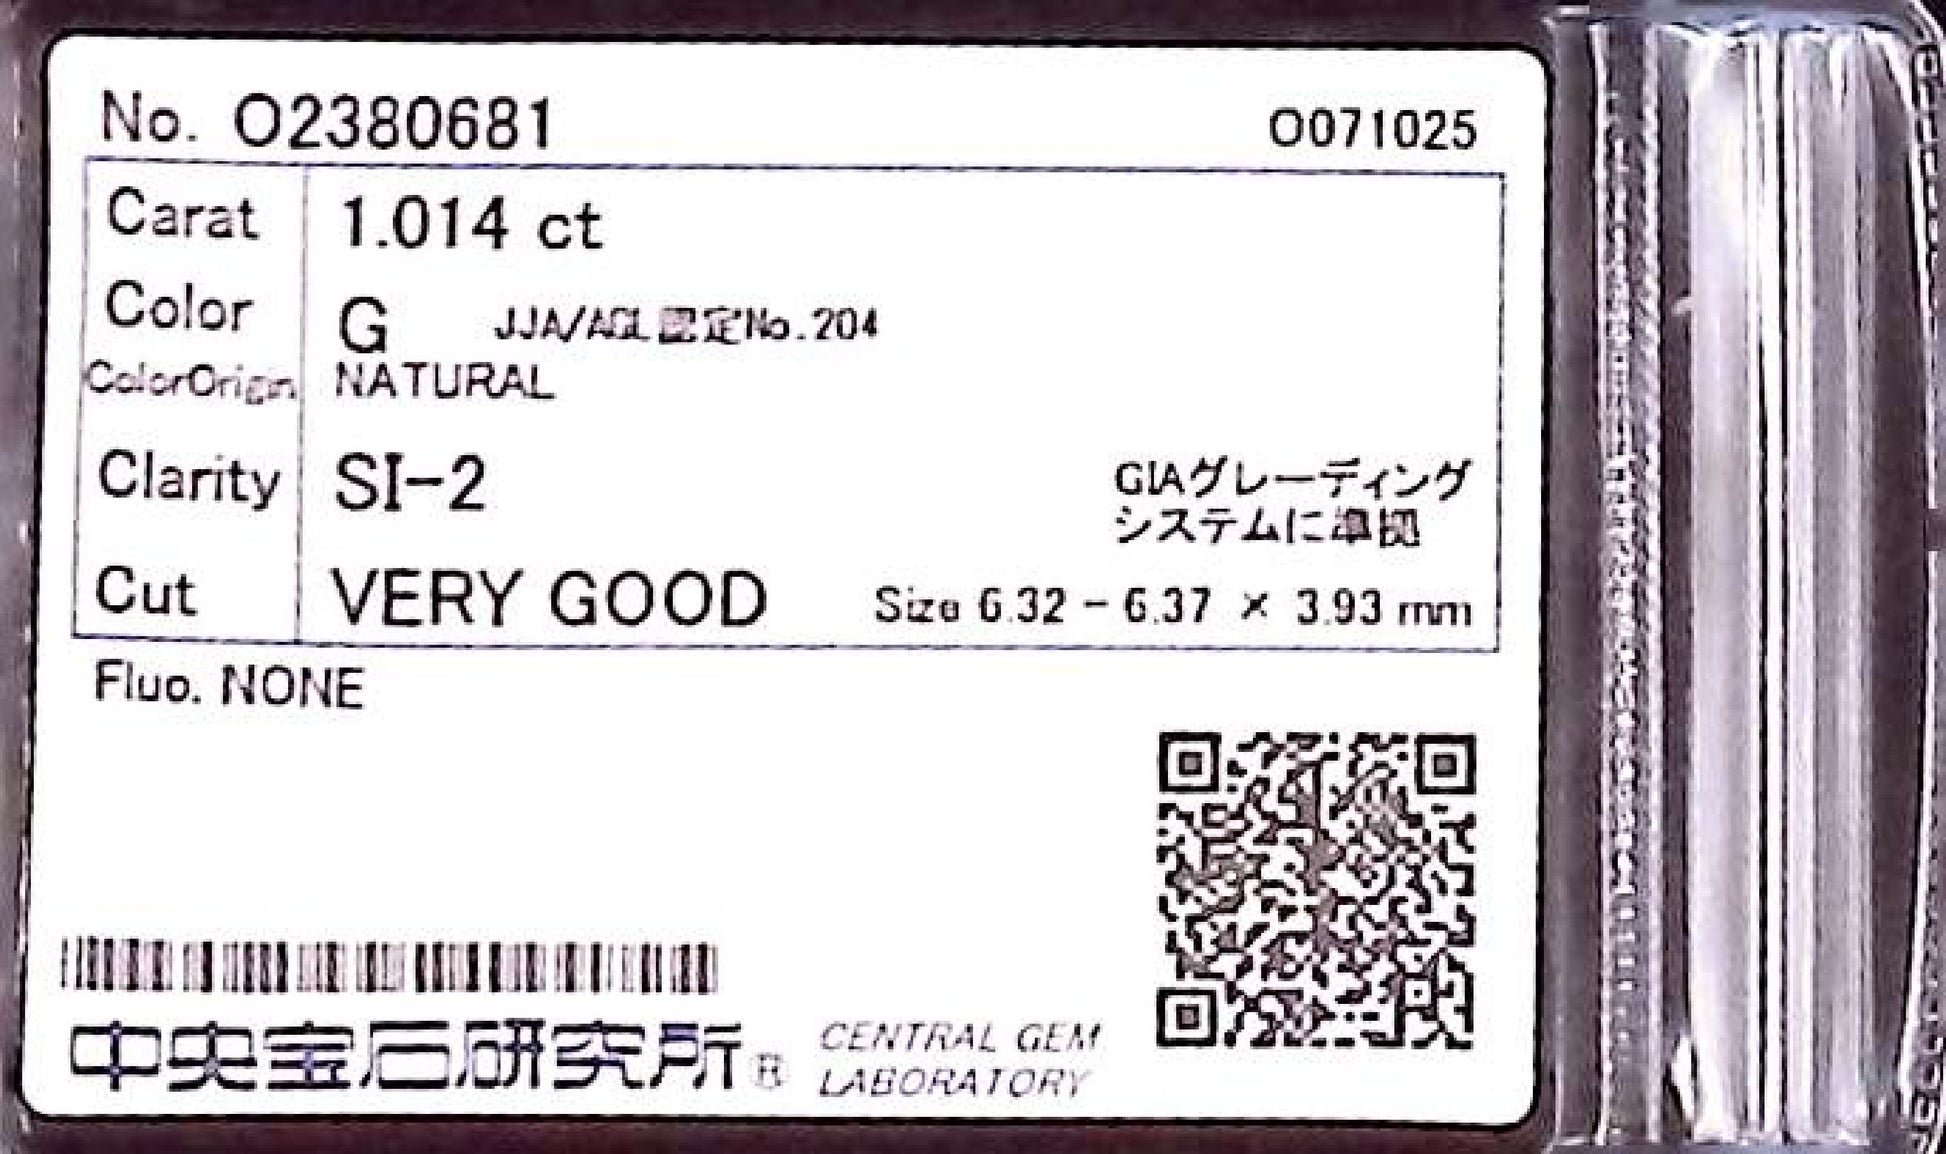 No. O2380681 O071025
Carat 1.014 ct
Color G JJA/AGL認定No.204
ColorOrigin NATURAL
Clarity SI-2
GIAグレーディング
システムに準拠
Cut VERY GOOD Size 6.32 - 6.37 × 3.93 mm
Fluo. NONE
中央宝石研究所® CENTRAL GEM
LABORATORY